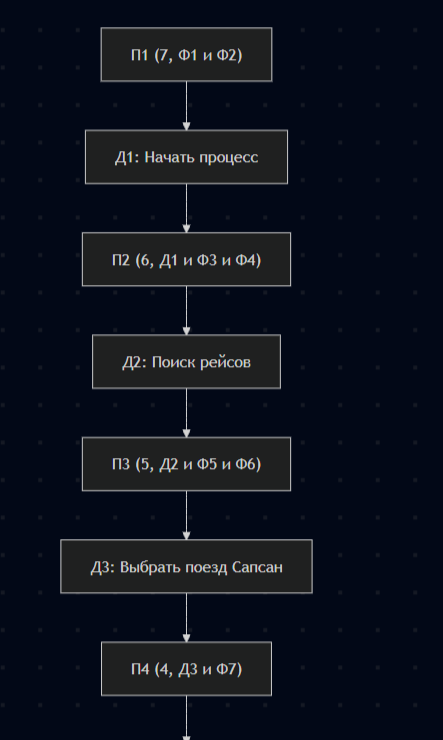 П1 (7, Ф1 и Ф2)
Д1: Начать процесс
П2 (6, Д1 и Ф3 и Ф4)
Д2: Поиск рейсов
П3 (5, Д2 и Ф5 и Ф6)
Д3: Выбрать поезд Сапсан
П4 (4, Д3 и Ф7)